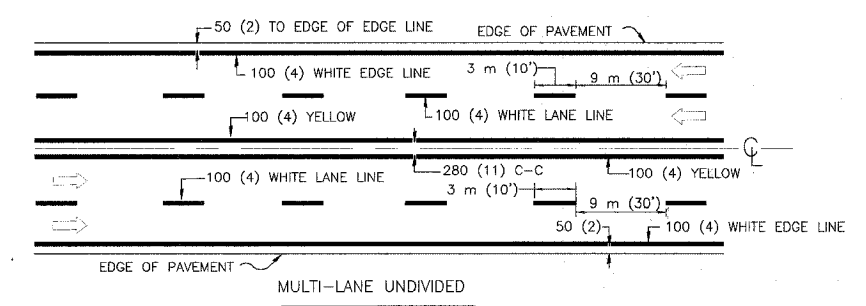 50 (2) TO EDGE OF EDGE LINE
EDGE OF PAVEMENT
100 (4) WHITE EDGE LINE
3 m (10')
9 m (30')
100 (4) YELLOW
100 (4) WHITE LANE LINE
℄
100 (4) WHITE LANE LINE
280 (11) C-C
100 (4) YELLOW
3 m (10')
9 m (30')
50 (2)
100 (4) WHITE EDGE LINE
EDGE OF PAVEMENT
MULTI-LANE UNDIVIDED